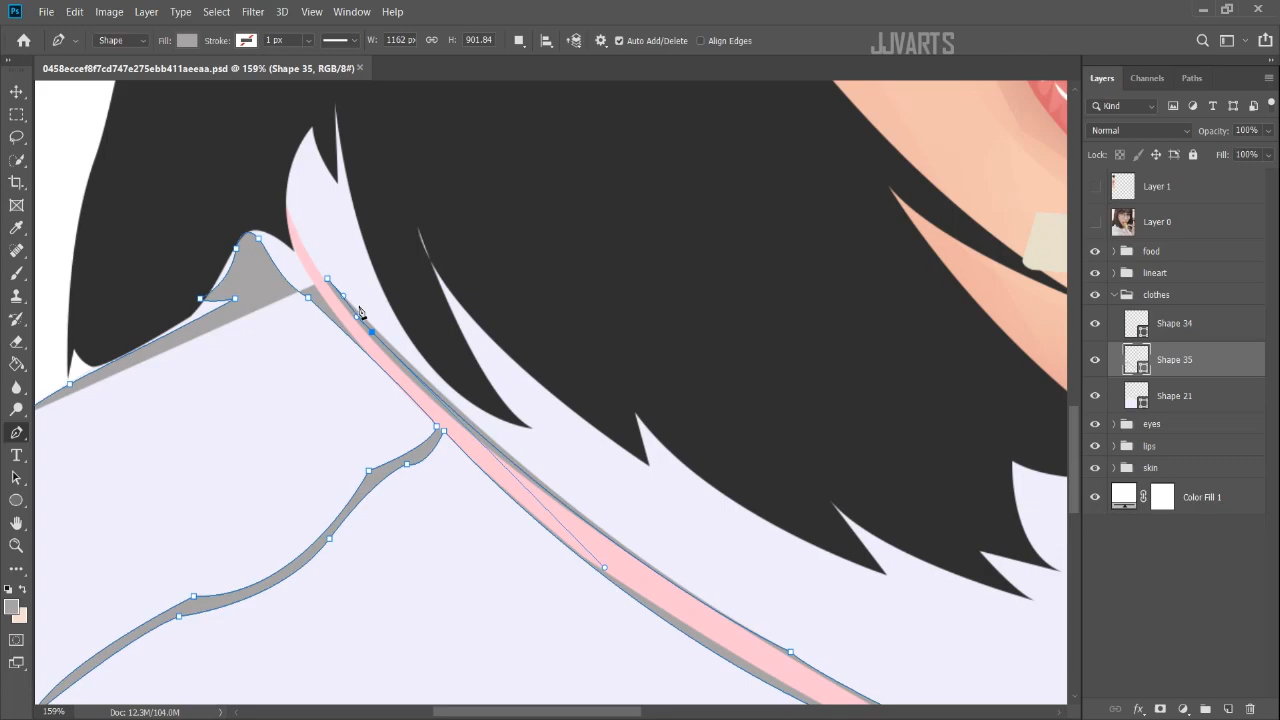 Ps File Edit Image Layer Type Select Filter 3D View Window Help
Shape Fill: Stroke: 1 px W: 1162 px H: 901.84 Auto Add/Delete Align Edges JJVARTS
0458eccef8f7cd747e275ebb411aeeaa.psd @ 159% (Shape 35, RGB/8#)
Layers Channels Paths
Kind
Normal Opacity: 100%
Lock: Fill: 100%
Layer 1
Layer 0
food
lineart
clothes
Shape 34
Shape 35
Shape 21
eyes
lips
skin
Color Fill 1
159% Doc: 12.3M/104.0M